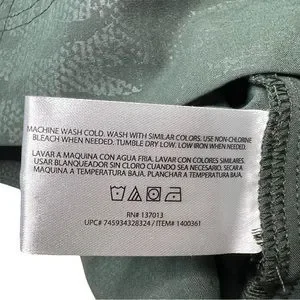 MACHINE WASH COLD. WASH WITH SIMILAR COLORS. USE NON-CHLORINE
BLEACH WHEN NEEDED. TUMBLE DRY LOW. LOW IRON WHEN NEEDED.
LAVAR A MAQUINA CON AGUA FRIA. LAVAR CON COLORES SIMILARES.
USAR BLANQUEADOR SIN CLORO CUANDO SEA NECESARIO. SECAR A
MAQUINA A TEMPERATURA BAJA. PLANCHAR A TEMPERATURA
BAJA.
RN# 137013
UPC# 745934328324 / ITEM# 1400361